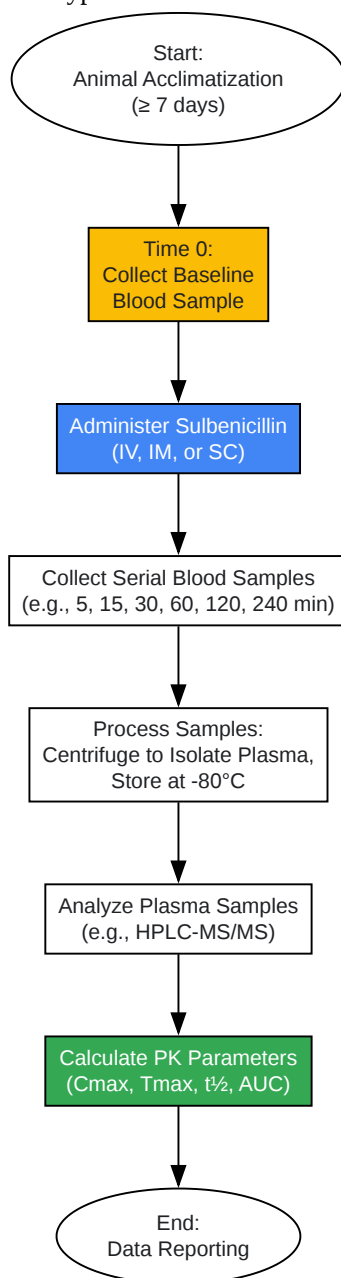 Start:
Animal Acclimatization
(≥ 7 days)
Time 0:
Collect Baseline
Blood Sample
Administer Sulbenicillin
(IV, IM, or SC)
Collect Serial Blood Samples
(e.g., 5, 15, 30, 60, 120, 240 min)
Process Samples:
Centrifuge to Isolate Plasma,
Store at -80°C
Analyze Plasma Samples
(e.g., HPLC-MS/MS)
Calculate PK Parameters
(Cmax, Tmax, t½, AUC)
End:
Data Reporting